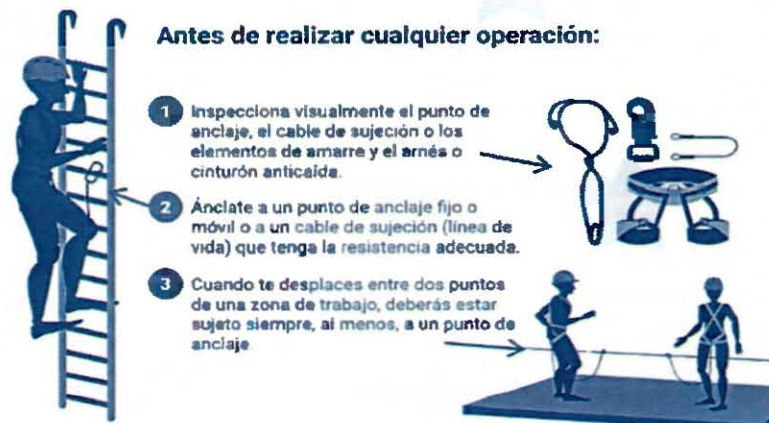 Antes de realizar cualquier operación:
1 Inspecciona visualmente el punto de
anclaje, el cable de sujeción o los
elementos de amarre y el arnés o
cinturón anticaída.
2 Ánclate a un punto de anclaje fijo o
móvil o a un cable de sujeción (línea de
vida) que tenga la resistencia adecuada.
3 Cuando te desplaces entre dos puntos
de una zona de trabajo, deberás estar
sujeto siempre, al menos, a un punto de
anclaje